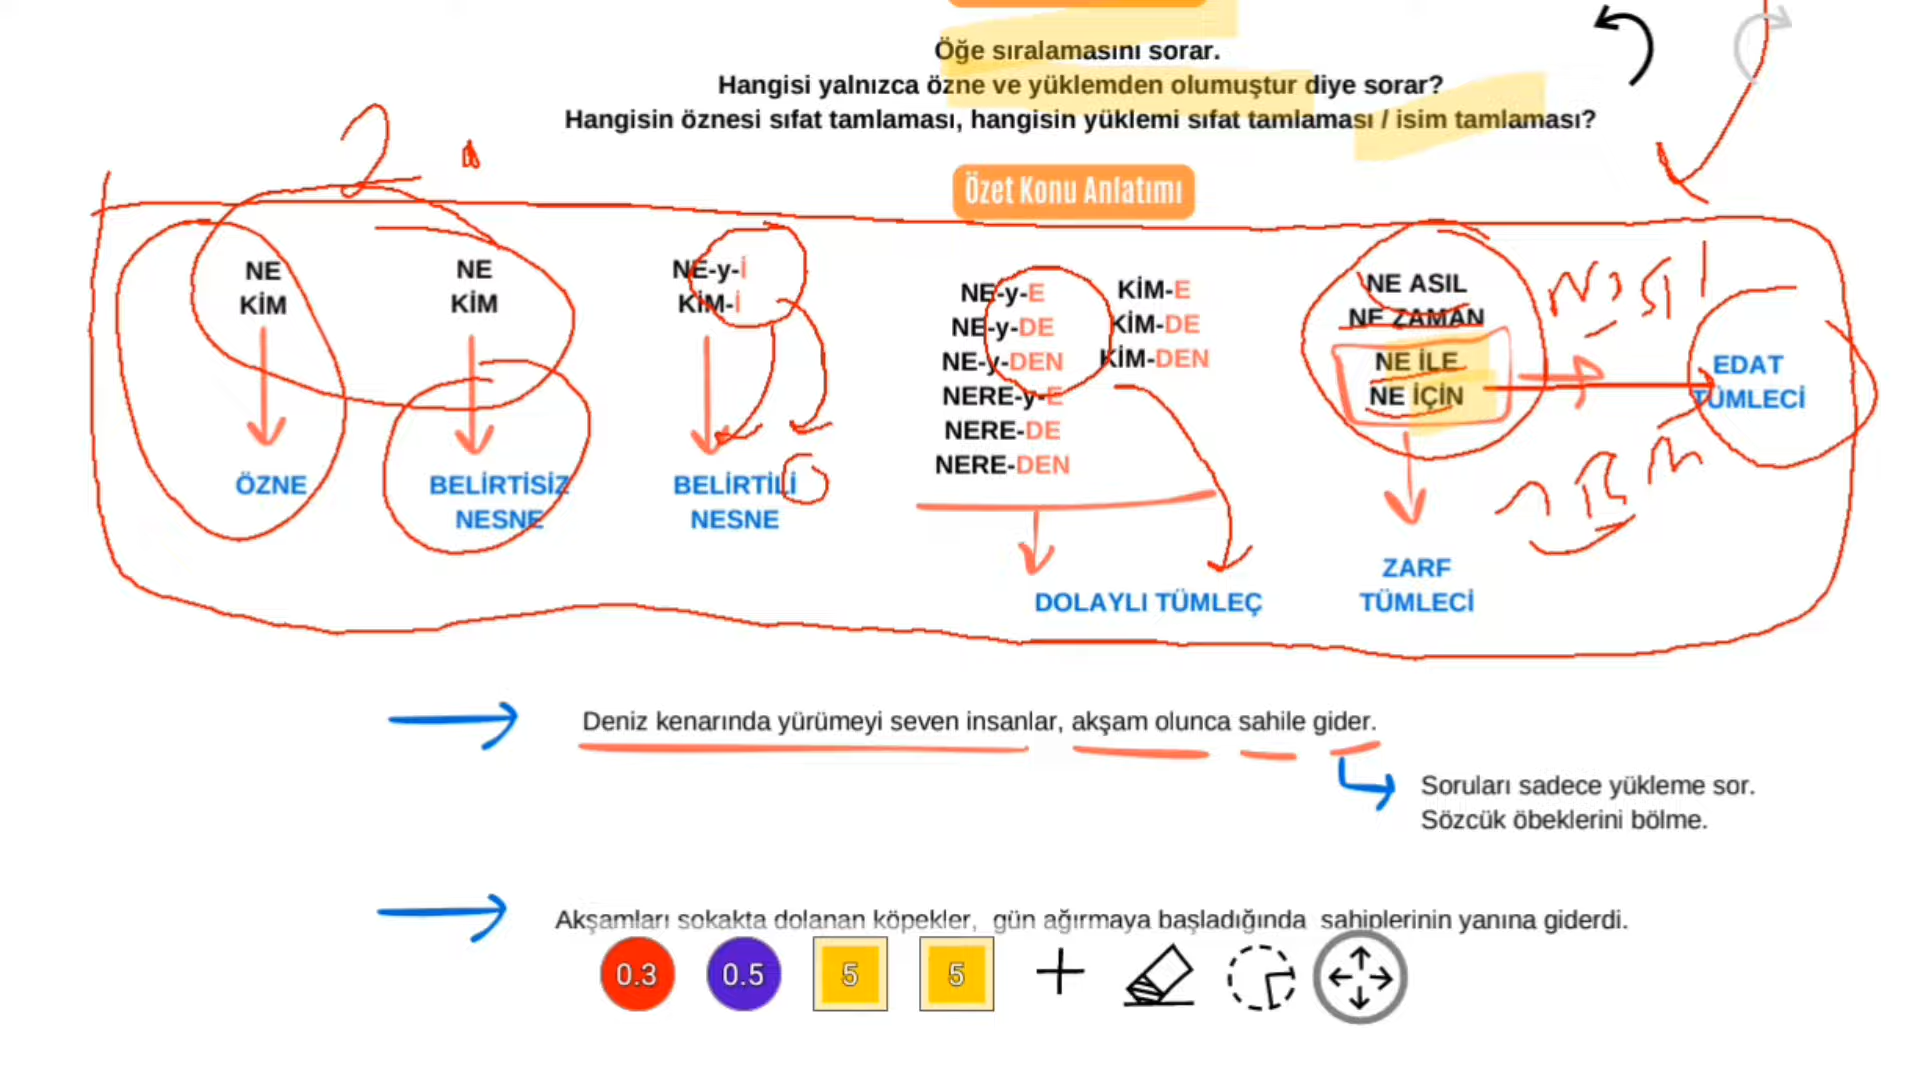 Öğe sıralamasını sorar.
Hangisi yalnızca özne ve yüklemden olumuştur diye sorar?
Hangisin öznesi sıfat tamlaması, hangisin yüklemi sıfat tamlaması / isim tamlaması?
2.
Özet Konu Anlatımı
NE
KİM
ÖZNE
NE
KİM
BELİRTİSİZ
NESNE
NE-y-İ
KİM-İ
BELİRTİLİ
NESNE
NE-y-E
NE-y-DE
NE-y-DEN
NERE-y-E
NERE-DE
NERE-DEN
KİM-E
KİM-DE
KİM-DEN
DOLAYLI TÜMLEÇ
NE ASIL
NE ZAMAN
NE İLE
NE İÇİN
ZARF
TÜMLECİ
EDAT
TÜMLECİ
Deniz kenarında yürümeyi seven insanlar, akşam olunca sahile gider.
Soruları sadece yükleme sor.
Sözcük öbeklerini bölme.
Akşamları sokakta dolanan köpekler, gün ağırmaya başladığında sahiplerinin yanına giderdi.
0.3
0.5
5
5